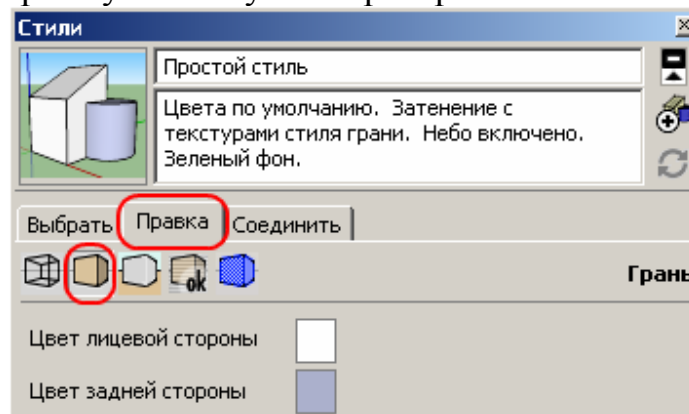 Стили
Простой стиль
Цвета по умолчанию. Затенение с
текстурами стиля грани. Небо включено.
Зеленый фон.
Выбрать Правка Соединить
ok
Грань
Цвет лицевой стороны
Цвет задней стороны